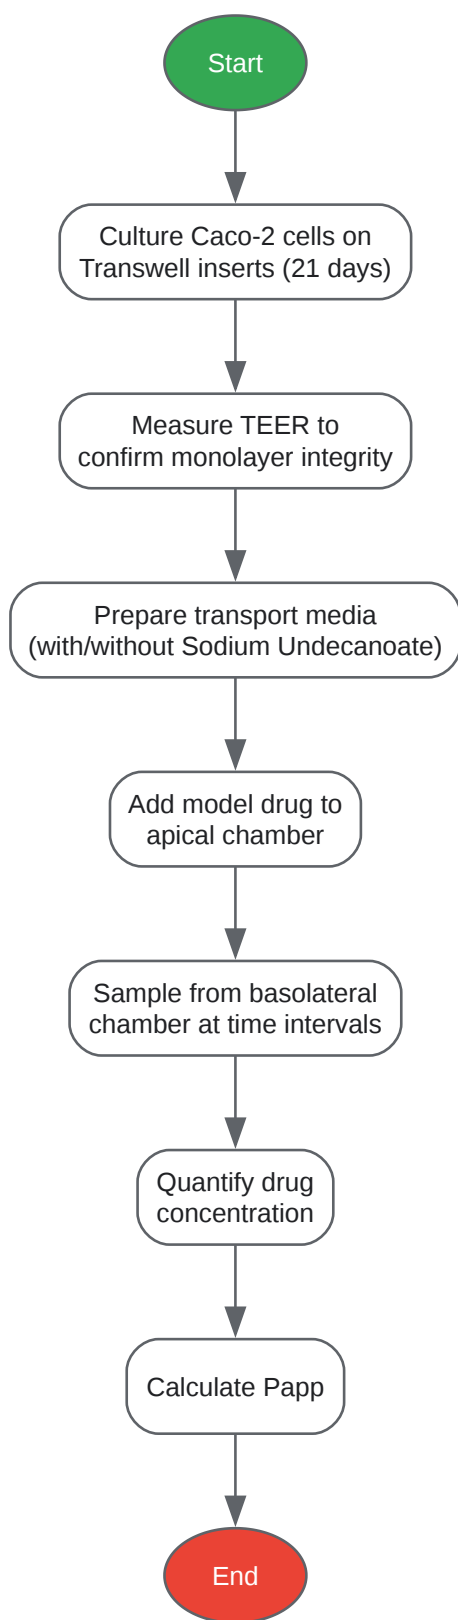 Start
Culture Caco-2 cells on
Transwell inserts (21 days)
Measure TEER to
confirm monolayer integrity
Prepare transport media
(with/without Sodium Undecanoate)
Add model drug to
apical chamber
Sample from basolateral
chamber at time intervals
Quantify drug
concentration
Calculate Papp
End